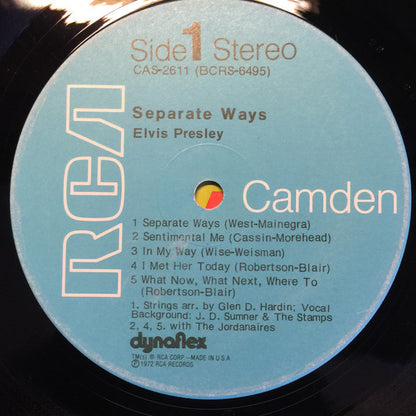 Side 1 Stereo
CAS-2611 (BCRS-6495)
Separate Ways
Elvis Presley
RCA
Camden
1 Separate Ways (West-Mainegra)
2 Sentimental Me (Cassin-Morehead)
3 In My Way (Wise-Weisman)
4 I Met Her Today (Robertson-Blair)
5 What Now, What Next, Where To
(Robertson-Blair)
1. Strings arr. by Glen D. Hardin; Vocal
Background: J. D. Sumner & The Stamps
2, 4, 5. with The Jordanaires
dynaflex
TM(s) ® RCA CORP.-MADE IN U.S.A
℗ 1972 RCA RECORDS